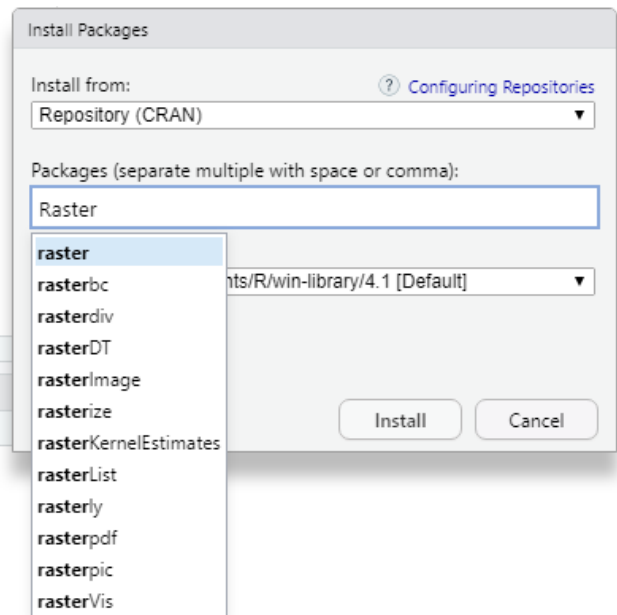 Install Packages
Install from:
? Configuring Repositories
Repository (CRAN)
Packages (separate multiple with space or comma):
Raster
raster
rasterbc
nts/R/win-library/4.1 [Default]
rasterdiv
rasterDT
rasterImage
rasterize
Install
Cancel
rasterKernelEstimates
rasterList
rasterly
rasterpdf
rasterpic
rasterVis